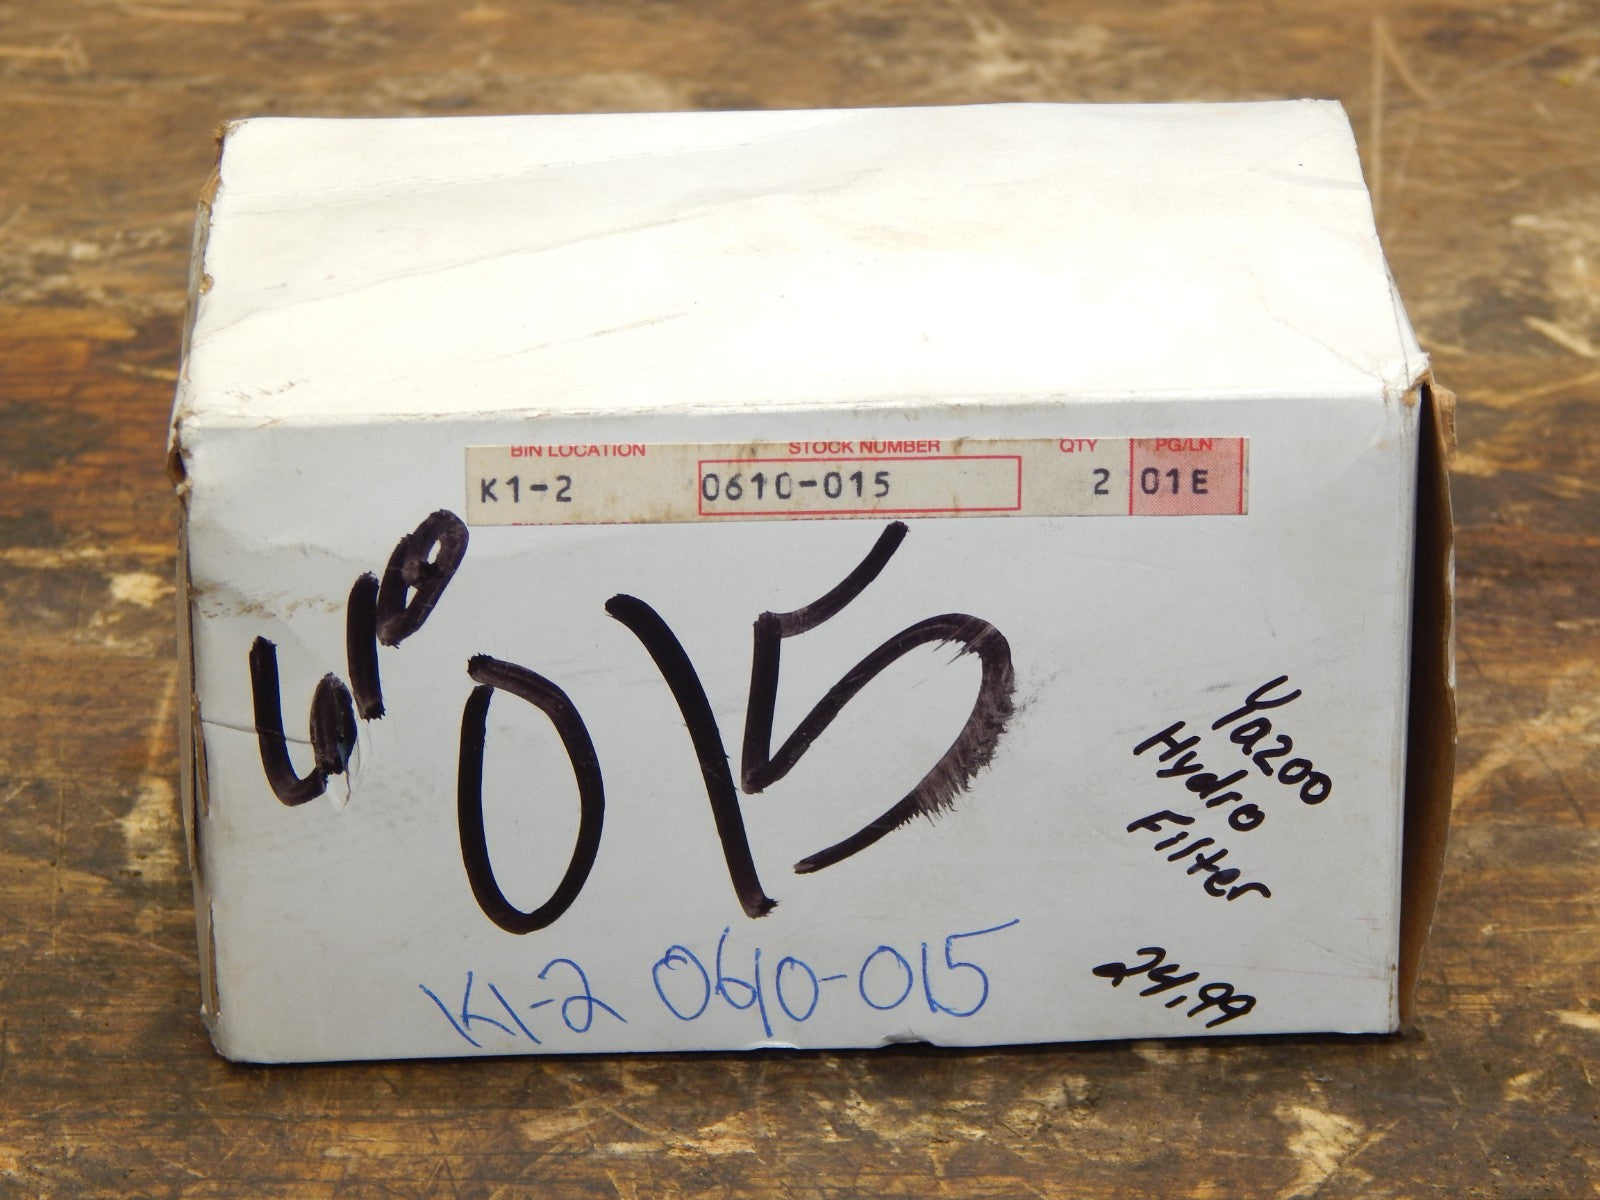 BIN LOCATION STOCK NUMBER QTY PG/LN
K1-2 0610-015 2 01E
610
015
Yazoo
Hydro
Filter
K1-2 0610-015
24.99